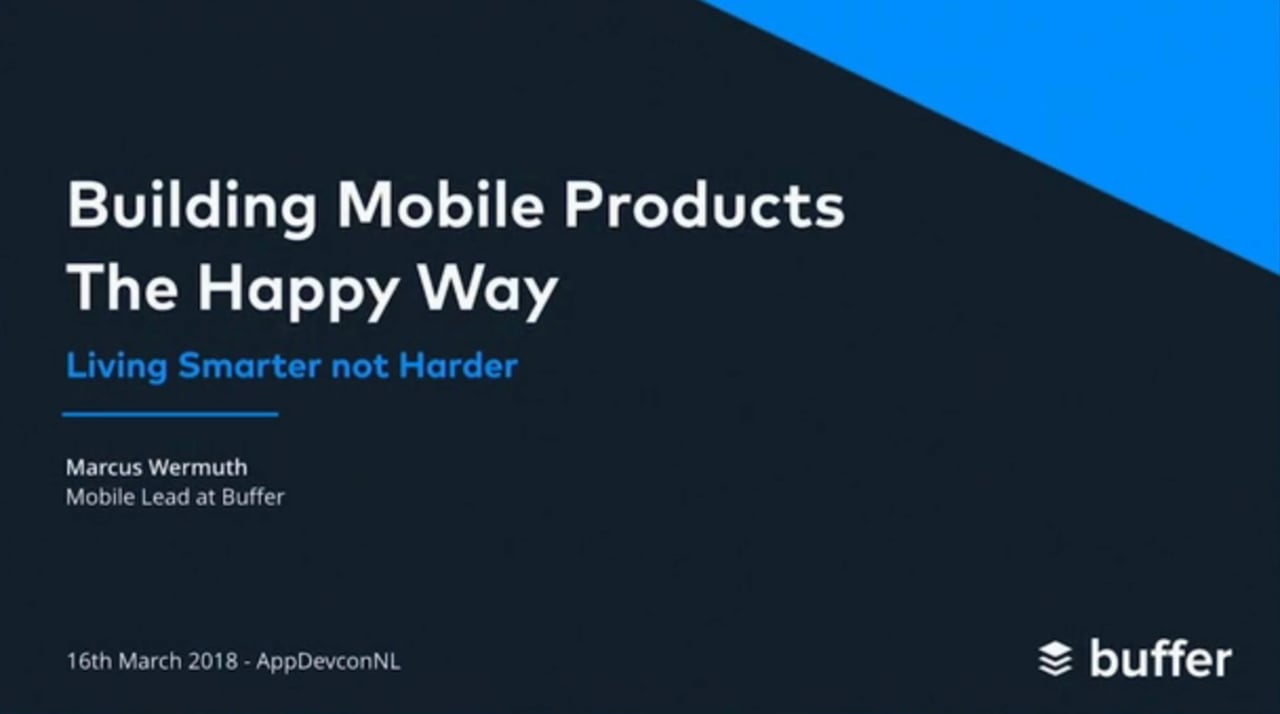 Building Mobile Products
The Happy Way
Living Smarter not Harder
Marcus Wermuth
Mobile Lead at Buffer
16th March 2018 - AppDevconNL
buffer